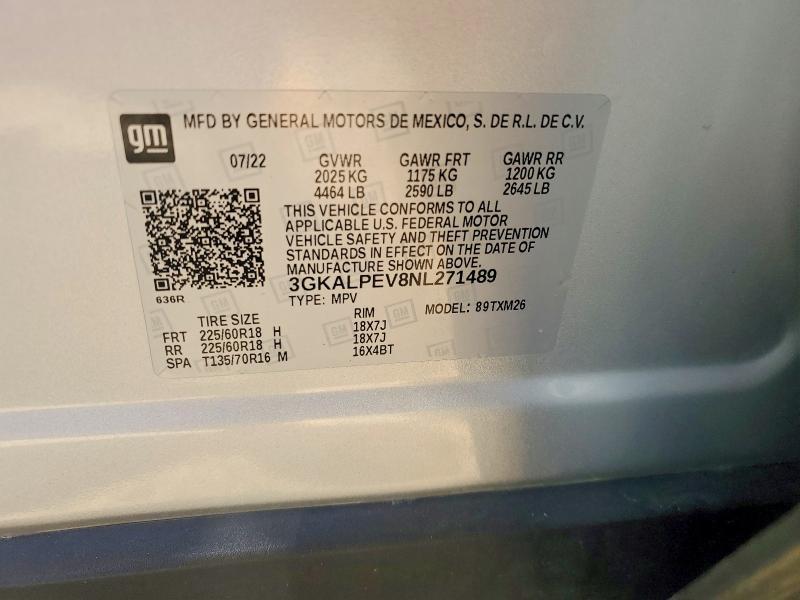 gm
MFD BY GENERAL MOTORS DE MEXICO, S. DE R.L. DE C.V.
07/22 GVWR GAWR FRT GAWR RR
2025 KG 1175 KG 1200 KG
4464 LB 2590 LB 2645 LB
THIS VEHICLE CONFORMS TO ALL
APPLICABLE U.S. FEDERAL MOTOR
VEHICLE SAFETY AND THEFT PREVENTION
STANDARDS IN EFFECT ON THE DATE OF
MANUFACTURE SHOWN ABOVE.
3GKALPEV8NL271489
636R TYPE: MPV MODEL: 89TXM26
TIRE SIZE RIM
FRT 225/60R18 H 18X7J
RR 225/60R18 H 18X7J
SPA T135/70R16 M 16X4BT